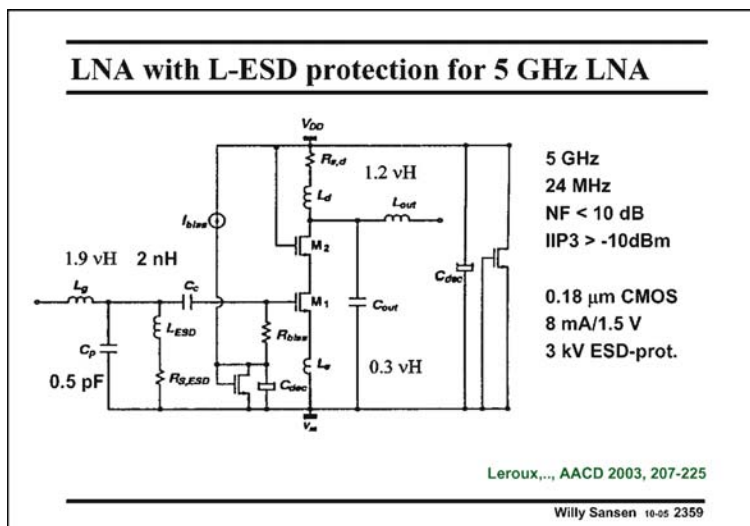 LNA with L-ESD protection for 5 GHz LNA
VDD
Rs,d
1.2 νH
Ld
Lout
Ibias
M2
1.9 νH
2 nH
Lg
Cc
M1
Cout
Cdec
LESD
Rbias
Cp
0.5 pF
RS,ESD
Cdec
Ls
0.3 νH
Vss
5 GHz
24 MHz
NF < 10 dB
IIP3 > -10dBm
0.18 μm CMOS
8 mA/1.5 V
3 kV ESD-prot.
Leroux,.., AACD 2003, 207-225
Willy Sansen 10-05 2359